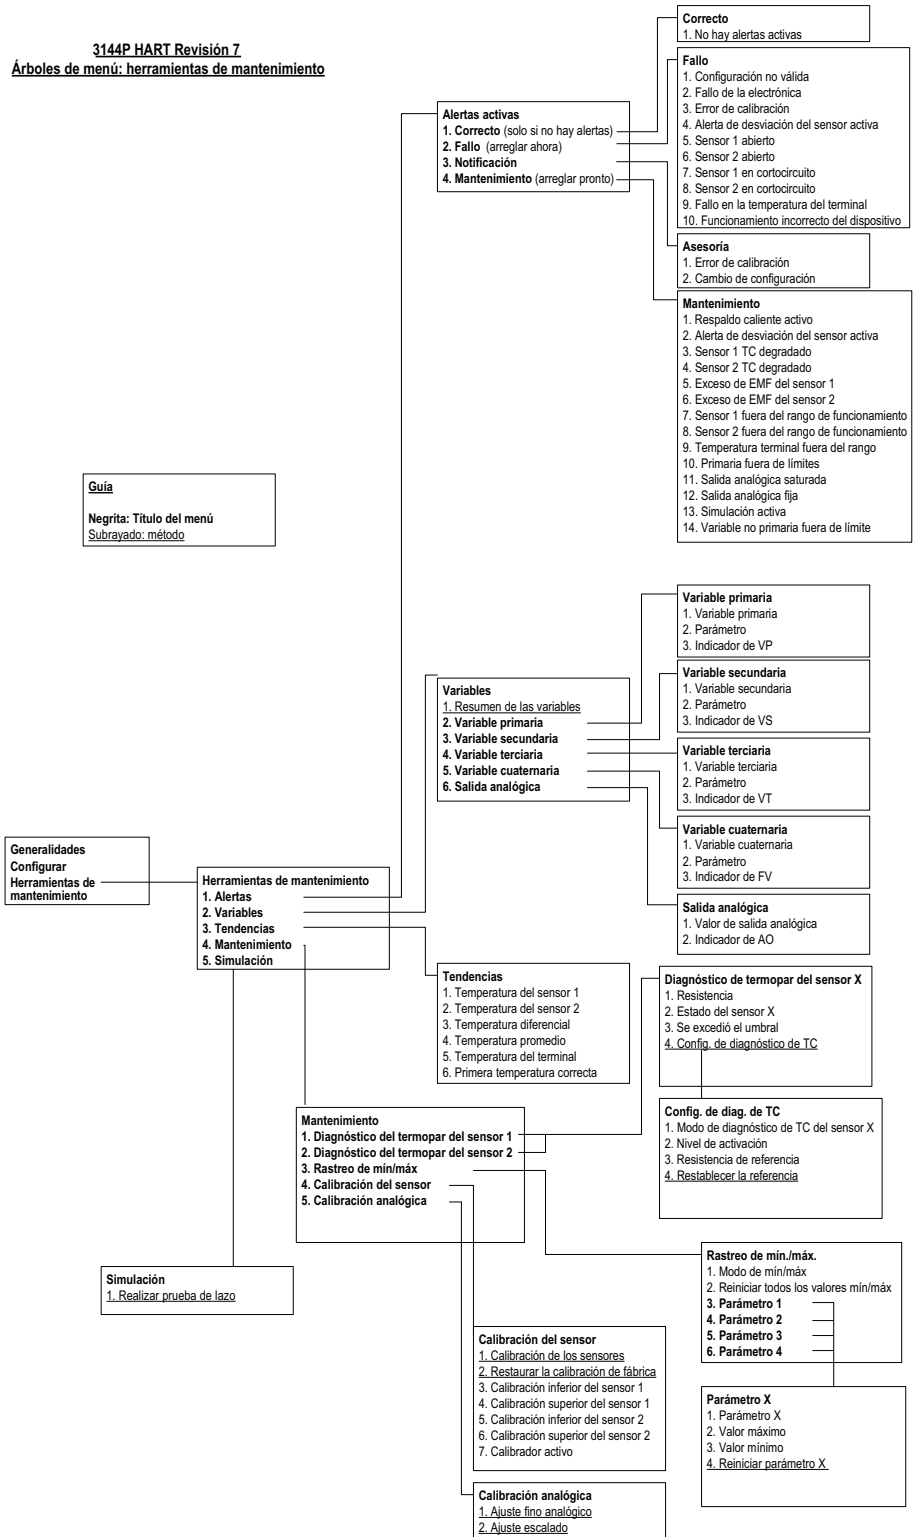 3144P HART Revisión 7
Árboles de menú: herramientas de mantenimiento
Correcto
1. No hay alertas activas
Fallo
1. Configuración no válida
2. Fallo de la electrónica
3. Error de calibración
4. Alerta de desviación del sensor activa
5. Sensor 1 abierto
6. Sensor 2 abierto
7. Sensor 1 en cortocircuito
8. Sensor 2 en cortocircuito
9. Fallo en la temperatura del terminal
10. Funcionamiento incorrecto del dispositivo
Alertas activas
1. Correcto (solo si no hay alertas)
2. Fallo (arreglar ahora)
3. Notificación
4. Mantenimiento (arreglar pronto)
Asesoría
1. Error de calibración
2. Cambio de configuración
Mantenimiento
1. Respaldo caliente activo
2. Alerta de desviación del sensor activa
3. Sensor 1 TC degradado
4. Sensor 2 TC degradado
5. Exceso de EMF del sensor 1
6. Exceso de EMF del sensor 2
7. Sensor 1 fuera del rango de funcionamiento
8. Sensor 2 fuera del rango de funcionamiento
9. Temperatura terminal fuera del rango
10. Primaria fuera de límites
11. Salida analógica saturada
12. Salida analógica fija
13. Simulación activa
14. Variable no primaria fuera de límite
Guía
Negrita: Título del menú
Subrayado: método
Variable primaria
1. Variable primaria
2. Parámetro
3. Indicador de VP
Variable secundaria
1. Variable secundaria
2. Parámetro
3. Indicador de VS
Variables
1. Resumen de las variables
2. Variable primaria
3. Variable secundaria
4. Variable terciaria
5. Variable cuaternaria
6. Salida analógica
Variable terciaria
1. Variable terciaria
2. Parámetro
3. Indicador de VT
Variable cuaternaria
1. Variable cuaternaria
2. Parámetro
3. Indicador de FV
Salida analógica
1. Valor de salida analógica
2. Indicador de AO
Generalidades
Configurar
Herramientas de
mantenimiento
Herramientas de mantenimiento
1. Alertas
2. Variables
3. Tendencias
4. Mantenimiento
5. Simulación
Tendencias
1. Temperatura del sensor 1
2. Temperatura del sensor 2
3. Temperatura diferencial
4. Temperatura promedio
5. Temperatura del terminal
6. Primera temperatura correcta
Diagnóstico de termopar del sensor X
1. Resistencia
2. Estado del sensor X
3. Se excedió el umbral
4. Config. de diagnóstico de TC
Config. de diag. de TC
1. Modo de diagnóstico de TC del sensor X
2. Nivel de activación
3. Resistencia de referencia
4. Restablecer la referencia
Mantenimiento
1. Diagnóstico del termopar del sensor 1
2. Diagnóstico del termopar del sensor 2
3. Rastreo de mín/máx
4. Calibración del sensor
5. Calibración analógica
Simulación
1. Realizar prueba de lazo
Rastreo de mín./máx.
1. Modo de mín/máx
2. Reiniciar todos los valores mín/máx
3. Parámetro 1
4. Parámetro 2
5. Parámetro 3
6. Parámetro 4
Calibración del sensor
1. Calibración de los sensores
2. Restaurar la calibración de fábrica
3. Calibración inferior del sensor 1
4. Calibración superior del sensor 1
5. Calibración inferior del sensor 2
6. Calibración superior del sensor 2
7. Calibrador activo
Parámetro X
1. Parámetro X
2. Valor máximo
3. Valor mínimo
4. Reiniciar parámetro X
Calibración analógica
1. Ajuste fino analógico
2. Ajuste escalado